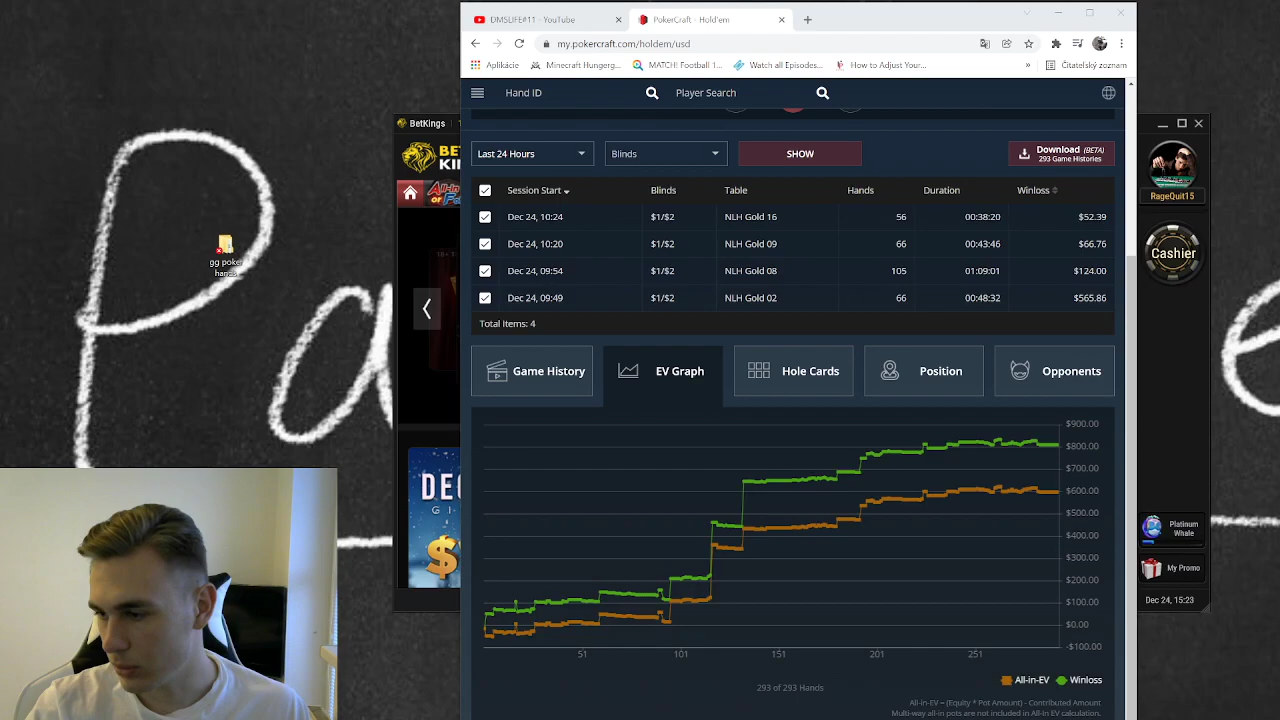 DMSLIFE#11 - YouTube
PokerCraft - Hold'em
my.pokercraft.com/holdem/usd
Aplikácie
Minecraft Hungerg...
MATCH! Football 1...
Watch all Episodes...
How to Adjust Your...
»
Čitateľský zoznam
Hand ID
Player Search
BetKings
Last 24 Hours
Blinds
SHOW
Download (BETA)
293 Game Histories
Session Start
Blinds
Table
Hands
Duration
Winloss
Dec 24, 10:24 $1/$2 NLH Gold 16 56 00:38:20 $52.39
Dec 24, 10:20 $1/$2 NLH Gold 09 66 00:43:46 $66.76
Dec 24, 09:54 $1/$2 NLH Gold 08 105 01:09:01 $124.00
Dec 24, 09:49 $1/$2 NLH Gold 02 66 00:48:32 $565.86
Total Items: 4
Game History
EV Graph
Hole Cards
Position
Opponents
$900.00
$800.00
$700.00
$600.00
$500.00
$400.00
$300.00
$200.00
$100.00
$0.00
-$100.00
51 101 151 201 251
All-in-EV Winloss
293 of 293 Hands
All-In-EV = (Equity * Pot Amount) - Contributed Amount
Multi-way all-in pots are not included in All-In EV calculation.
gg poker
hands
RageQuit15
Cashier
Platinum
Whale
My Promo
Dec 24, 15:23